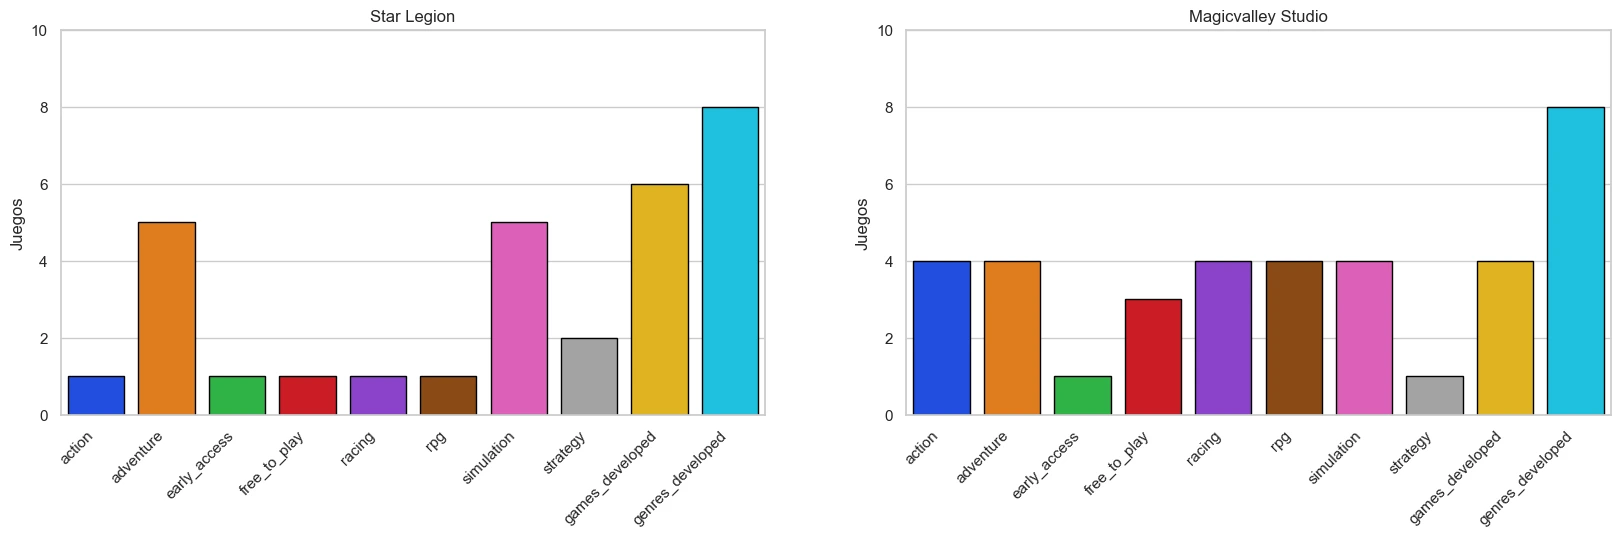 Star Legion
Juegos
10
8
6
4
2
0
action
adventure
early_access
free_to_play
racing
rpg
simulation
strategy
games_developed
genres_developed
Magicvalley Studio
Juegos
10
8
6
4
2
0
action
adventure
early_access
free_to_play
racing
rpg
simulation
strategy
games_developed
genres_developed